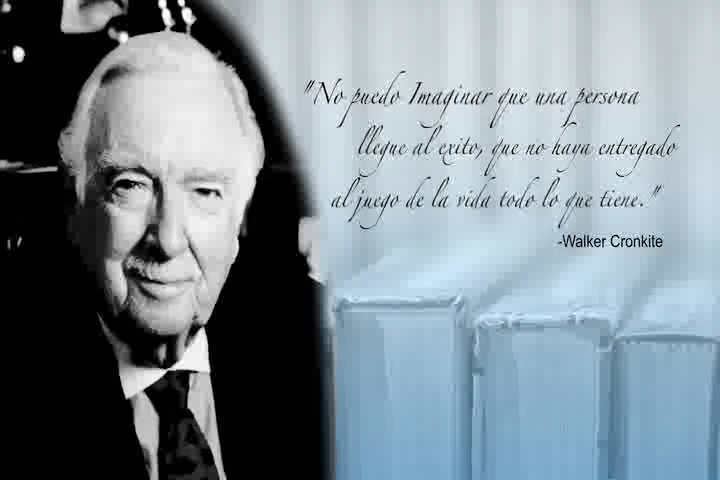 "No puedo Imaginar que una persona
llegue al exito, que no haya entregado
al juego de la vida todo lo que tiene."
-Walker Cronkite